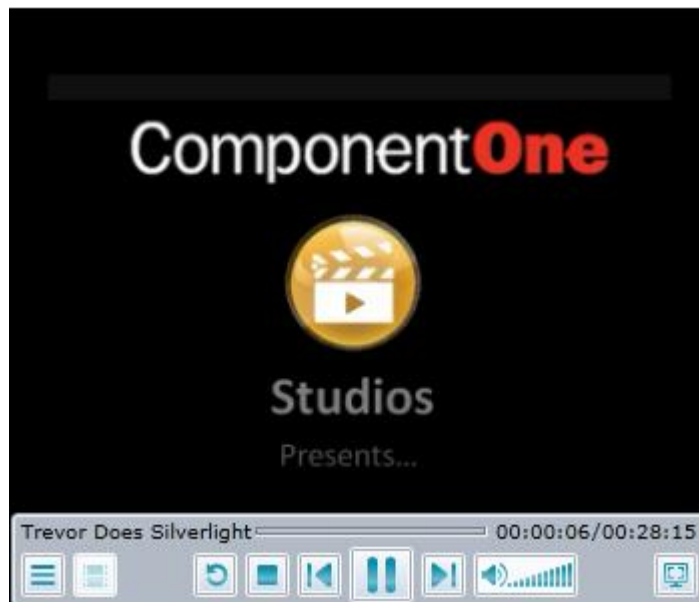 ComponentOne
Studios
Presents...
Trevor Does Silverlight 00:00:06/00:28:15